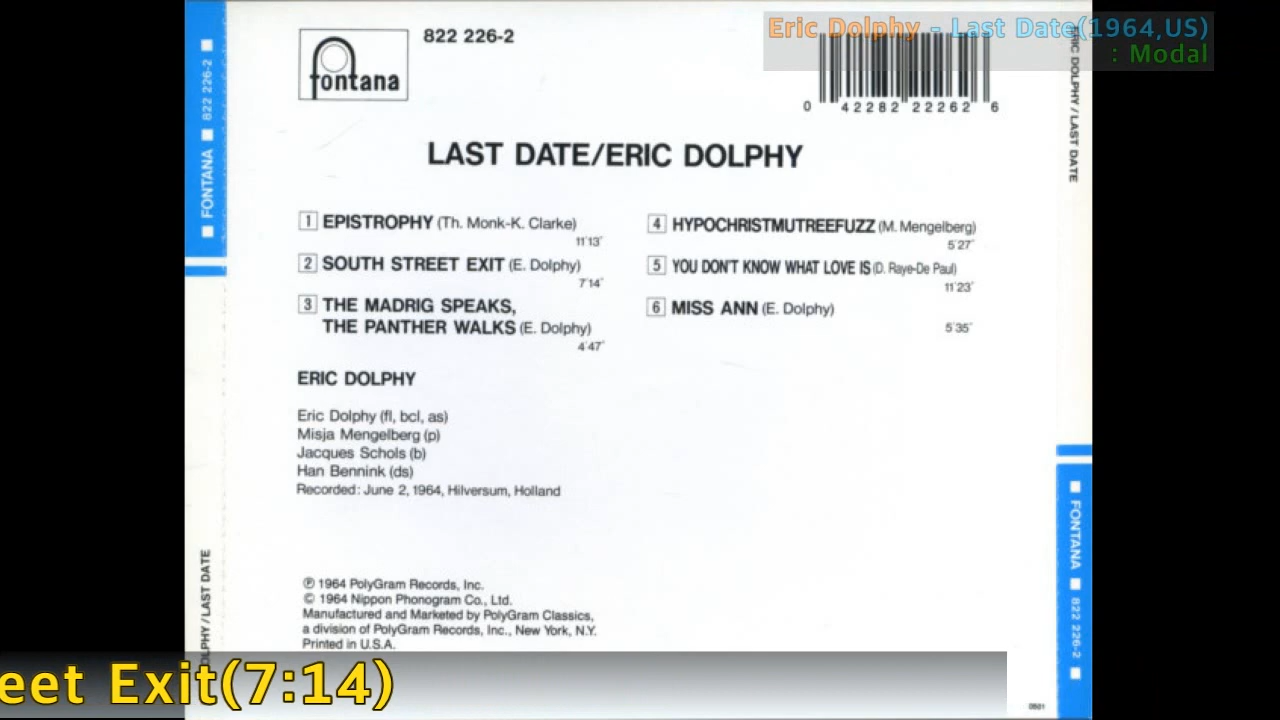 Eric Dolphy - Last Date(1964,US)
: Modal
fontana
822 226-2
0 42282 22262 6
LAST DATE/ERIC DOLPHY
1 EPISTROPHY (Th. Monk-K. Clarke)
11'13"
2 SOUTH STREET EXIT (E. Dolphy)
7'14"
3 THE MADRIG SPEAKS,
THE PANTHER WALKS (E. Dolphy)
4'47"
4 HYPOCHRISTMUTREEFUZZ (M. Mengelberg)
5'27"
5 YOU DON'T KNOW WHAT LOVE IS (D. Raye-De Paul)
11'23"
6 MISS ANN (E. Dolphy)
5'35"
ERIC DOLPHY
Eric Dolphy (fl, bcl, as)
Misja Mengelberg (p)
Jacques Schols (b)
Han Bennink (ds)
Recorded: June 2, 1964, Hilversum, Holland
℗ 1964 PolyGram Records, Inc.
© 1964 Nippon Phonogram Co., Ltd.
Manufactured and Marketed by PolyGram Classics,
a division of PolyGram Records, Inc., New York, N.Y.
Printed in U.S.A.
FONTANA 822 226-2
OLPHY / LAST DATE
ERIC DOLPHY / LAST DATE
FONTANA 822 226-2
eet Exit(7:14)